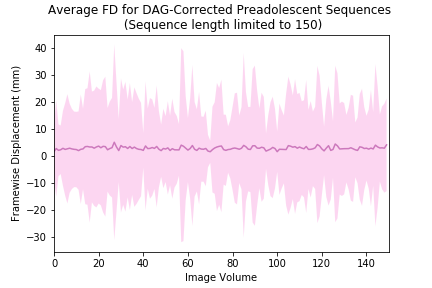 Average FD for DAG-Corrected Preadolescent Sequences
(Sequence length limited to 150)
40
30
20
10
0
−10
−20
−30
Framewise Displacement (mm)
0 20 40 60 80 100 120 140
Image Volume